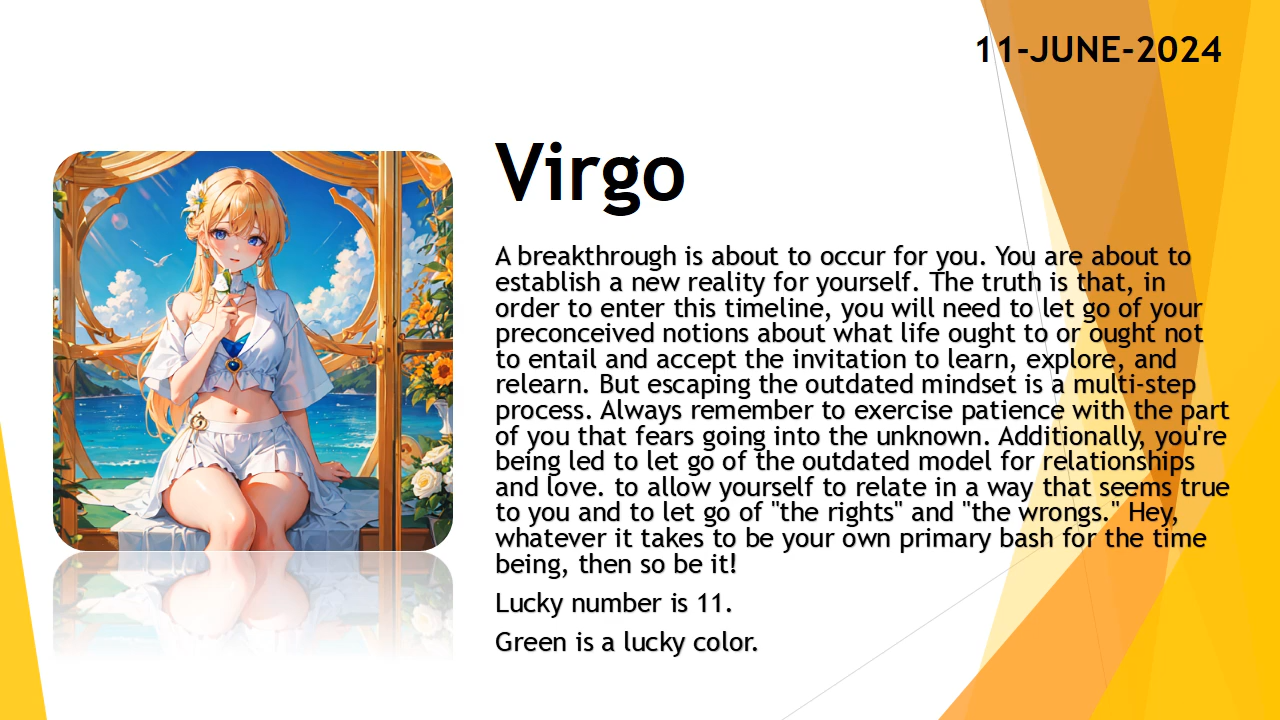 11-JUNE-2024
Virgo
A breakthrough is about to occur for you. You are about to
establish a new reality for yourself. The truth is that, in
order to enter this timeline, you will need to let go of your
preconceived notions about what life ought to or ought not
to entail and accept the invitation to learn, explore, and
relearn. But escaping the outdated mindset is a multi-step
process. Always remember to exercise patience with the part
of you that fears going into the unknown. Additionally, you're
being led to let go of the outdated model for relationships
and love. to allow yourself to relate in a way that seems true
to you and to let go of "the rights" and "the wrongs." Hey,
whatever it takes to be your own primary bash for the time
being, then so be it!
Lucky number is 11.
Green is a lucky color.